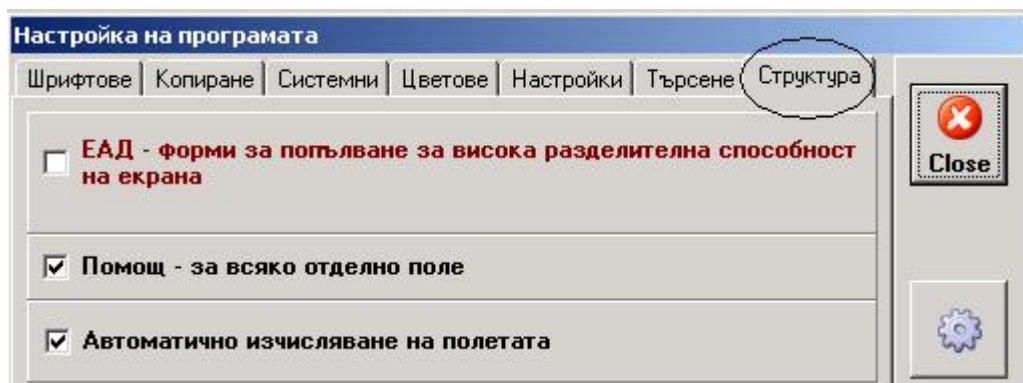 Настройка на програмата
Шрифтове Копиране Системни Цветове Настройки Търсене Структура
ЕАД - форми за попълване за висока разделителна способност
на екрана
Close
Помощ - за всяко отделно поле
Автоматично изчисляване на полетата